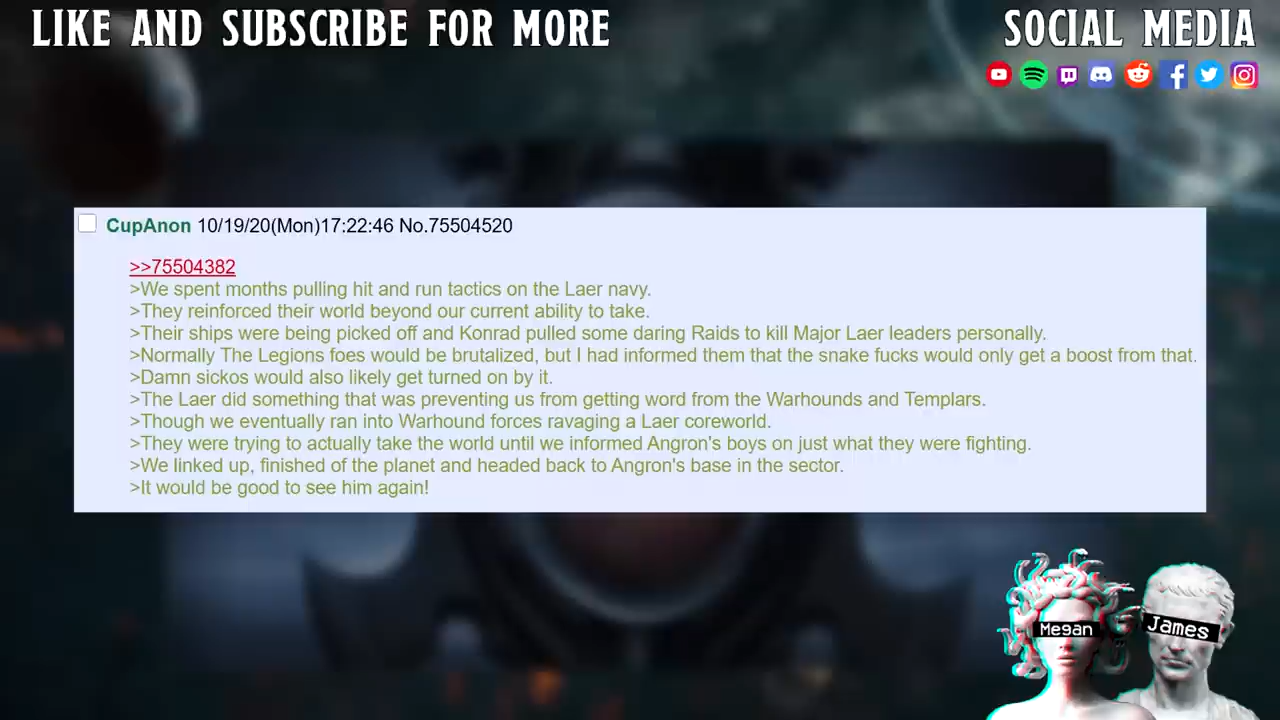 LIKE AND SUBSCRIBE FOR MORE
SOCIAL MEDIA
CupAnon 10/19/20(Mon)17:22:46 No.75504520
>>75504382
>We spent months pulling hit and run tactics on the Laer navy.
>They reinforced their world beyond our current ability to take.
>Their ships were being picked off and Konrad pulled some daring Raids to kill Major Laer leaders personally.
>Normally The Legions foes would be brutalized, but I had informed them that the snake fucks would only get a boost from that.
>Damn sickos would also likely get turned on by it.
>The Laer did something that was preventing us from getting word from the Warhounds and Templars.
>Though we eventually ran into Warhound forces ravaging a Laer coreworld.
>They were trying to actually take the world until we informed Angron's boys on just what they were fighting.
>We linked up, finished of the planet and headed back to Angron's base in the sector.
>It would be good to see him again!
Megan
James